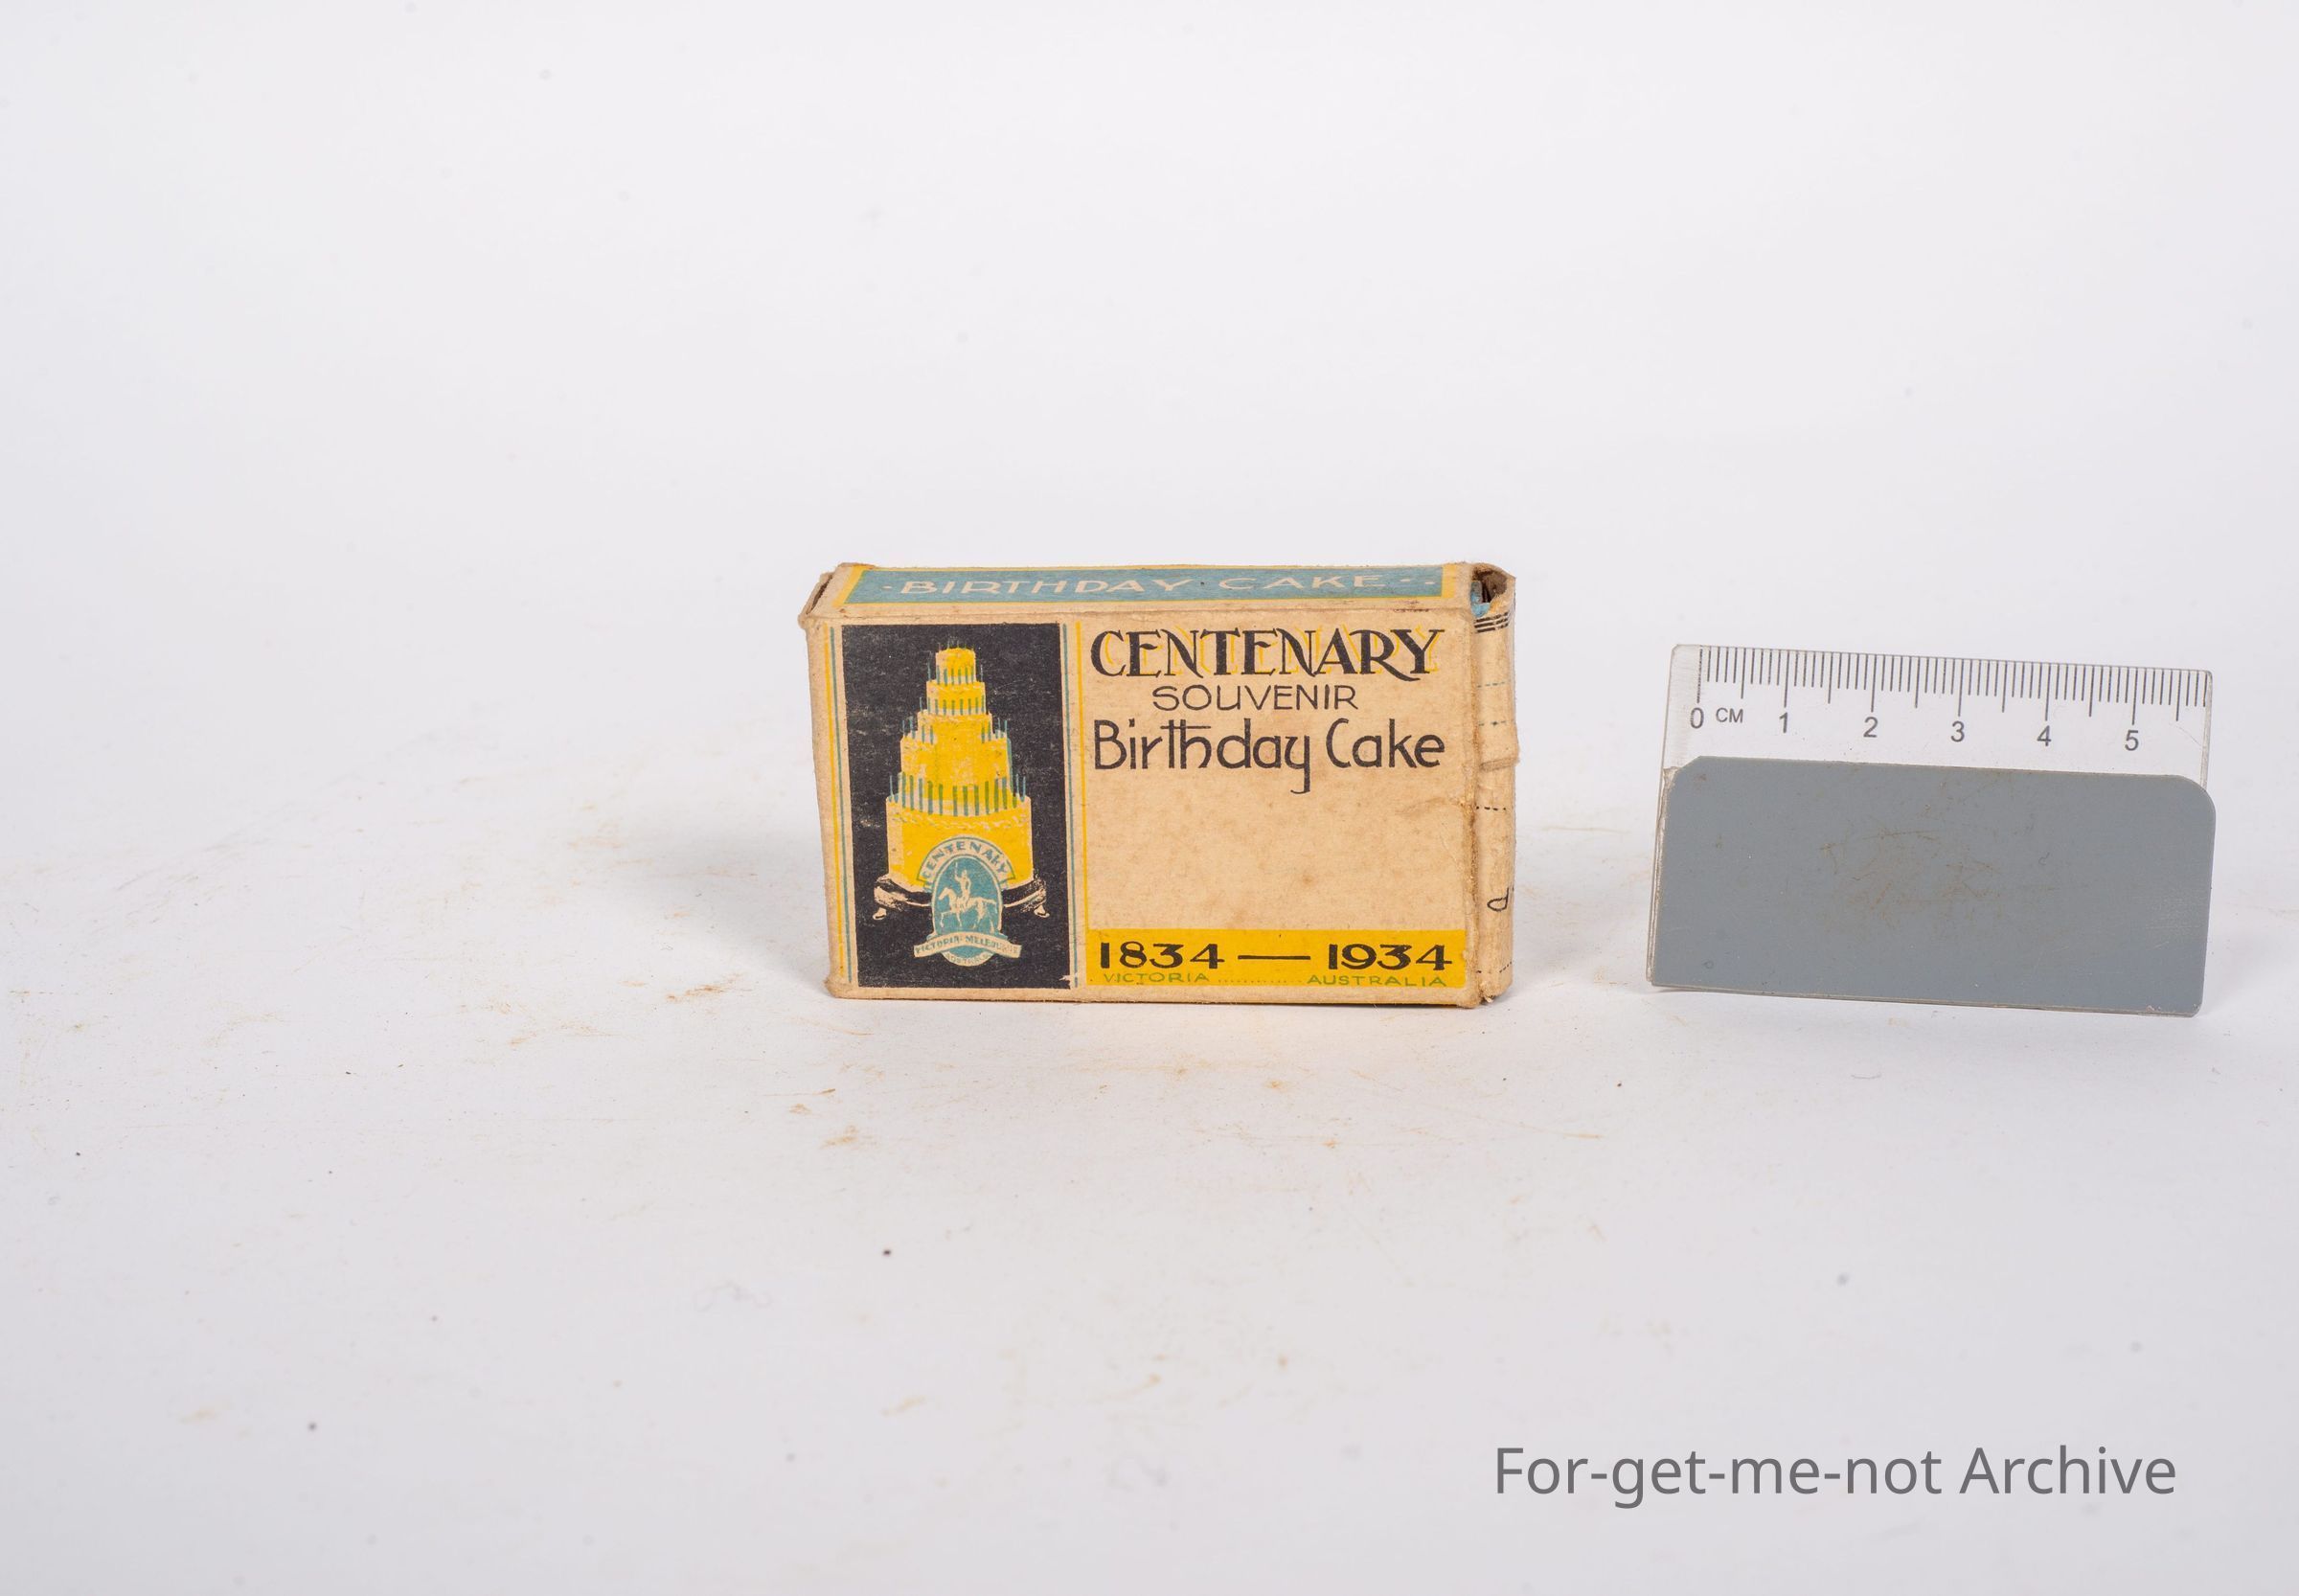 ·BIRTHDAY·CAKE··
CENTENARY
SOUVENIR
Birthday Cake
CENTENARY
VICTORIA·MELBOURNE
1834 — 1934
VICTORIA ............ AUSTRALIA
0 CM 1 2 3 4 5
For-get-me-not Archive